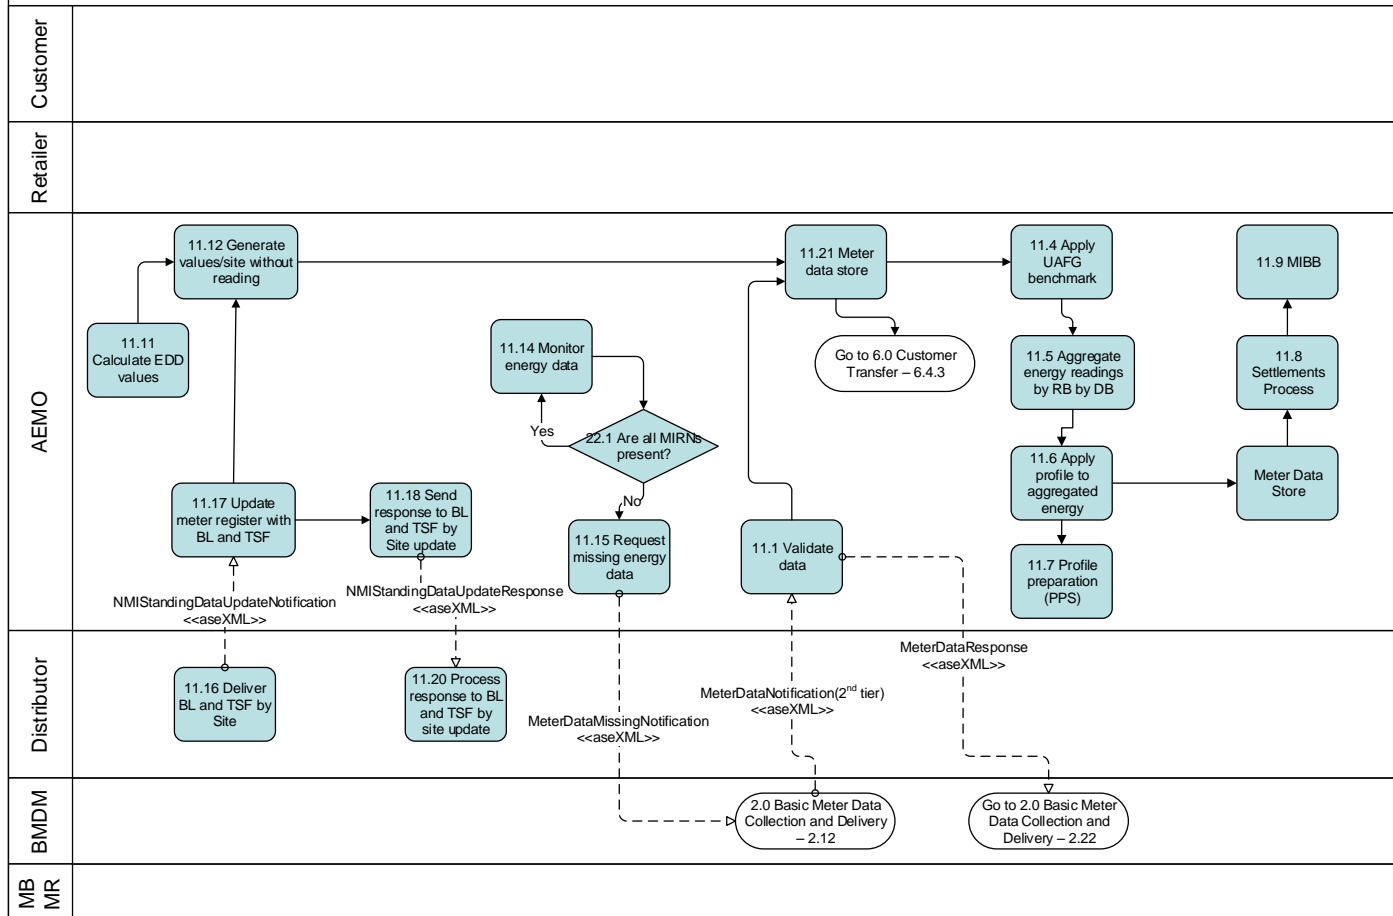 Customer
Retailer
AEMO
Distributor
BMDM
MB
MR
11.12 Generate
values/site without
reading
11.11
Calculate EDD
values
11.17 Update
meter register with
BL and TSF
11.18 Send
response to BL
and TSF by
Site update
NMIStandingDataUpdateNotification
<<aseXML>>
NMIStandingDataUpdateResponse
<<aseXML>>
11.16 Deliver
BL and TSF by
Site
11.20 Process
response to BL
and TSF by
site update
11.14 Monitor
energy data
Yes
22.1 Are all MIRNs
present?
No
11.15 Request
missing energy
data
MeterDataMissingNotification
<<aseXML>>
11.21 Meter
data store
Go to 6.0 Customer
Transfer – 6.4.3
11.1 Validate
data
MeterDataNotification(2nd tier)
<<aseXML>>
MeterDataResponse
<<aseXML>>
2.0 Basic Meter Data
Collection and Delivery
– 2.12
Go to 2.0 Basic Meter
Data Collection and
Delivery – 2.22
11.4 Apply
UAFG
benchmark
11.5 Aggregate
energy readings
by RB by DB
11.6 Apply
profile to
aggregated
energy
11.7 Profile
preparation
(PPS)
11.9 MIBB
11.8
Settlements
Process
Meter Data
Store